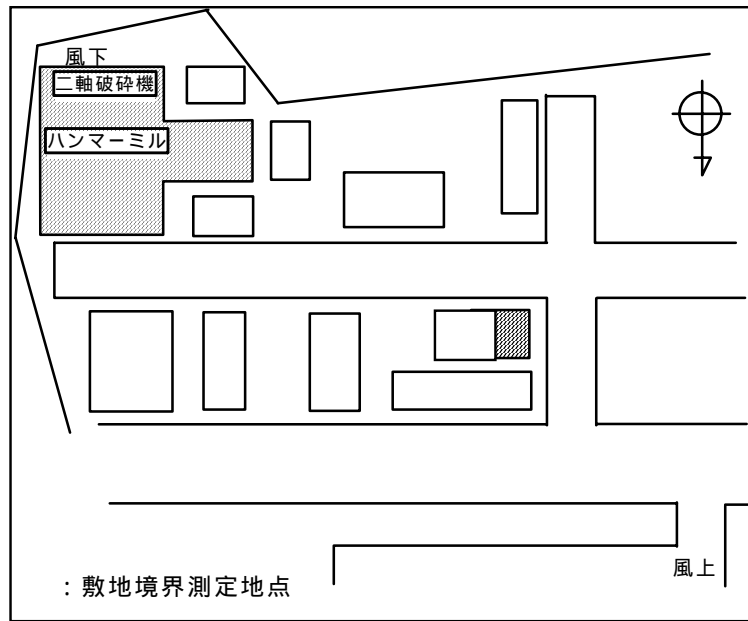 風下
二軸破砕機
ハンマーミル
風上
：敷地境界測定地点